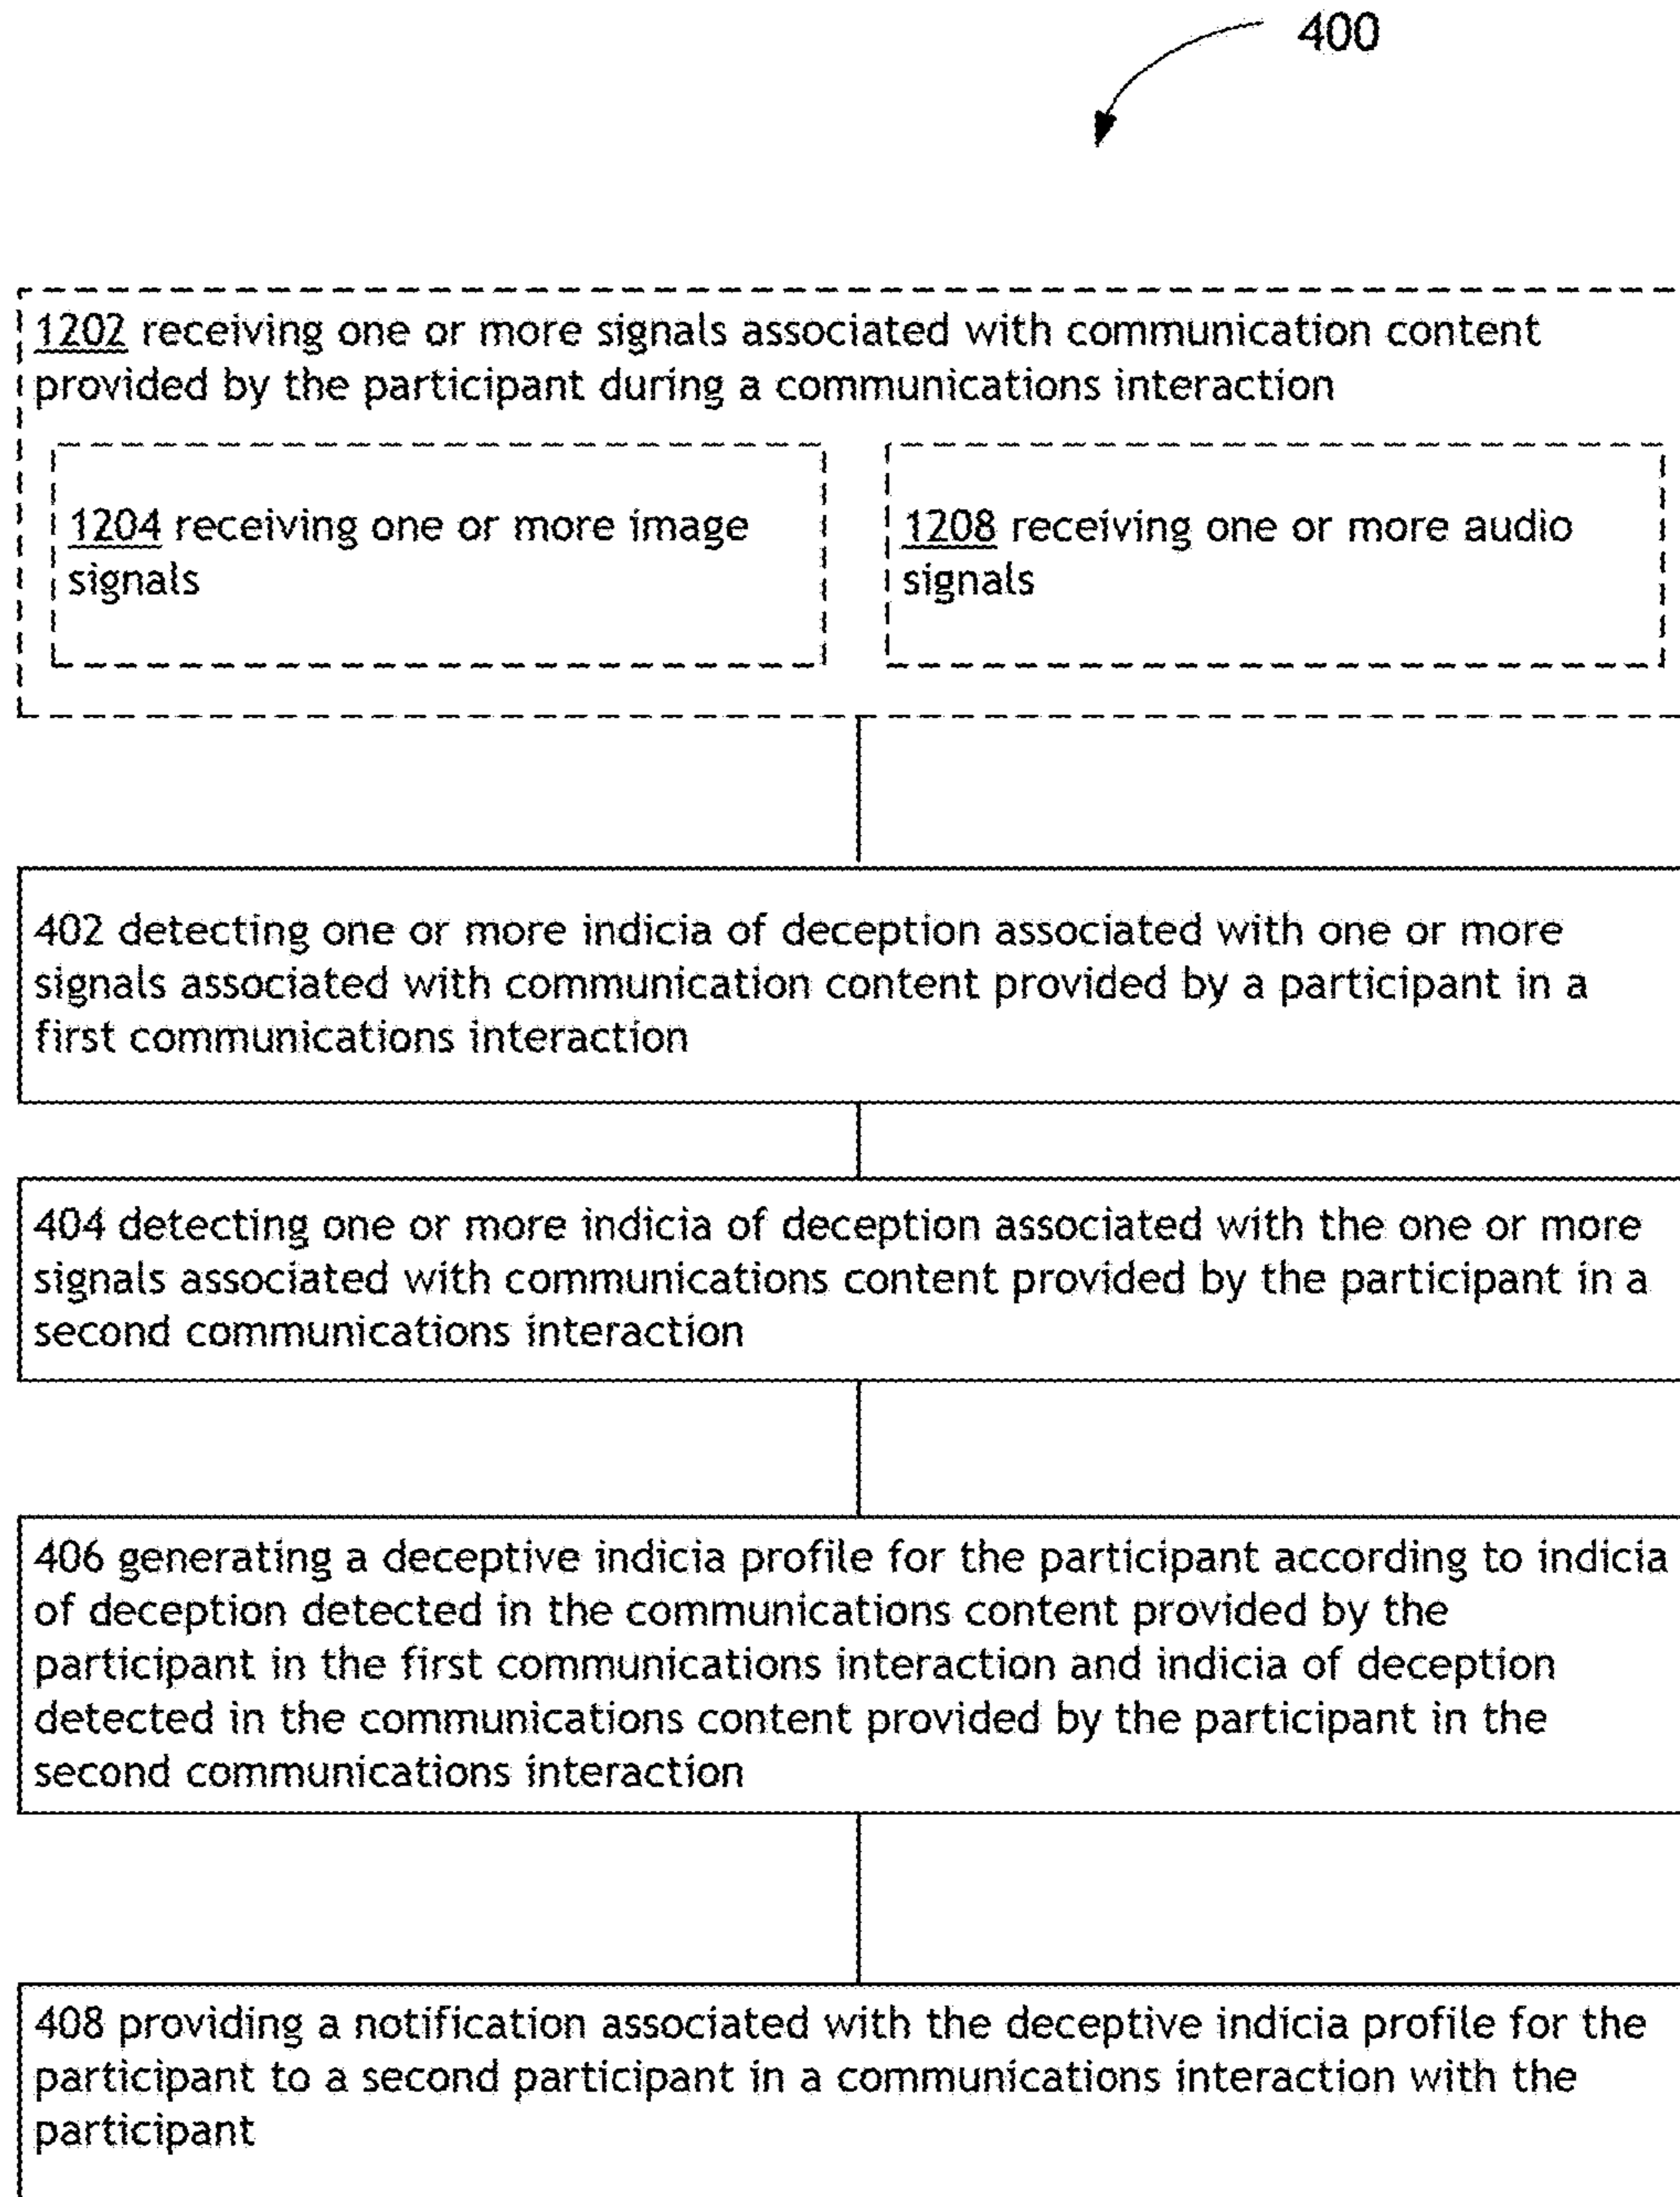 400
1202 receiving one or more signals associated with communication content
provided by the participant during a communications interaction
1204 receiving one or more image
signals
1208 receiving one or more audio
signals
402 detecting one or more indicia of deception associated with one or more
signals associated with communication content provided by a participant in a
first communications interaction
404 detecting one or more indicia of deception associated with the one or more
signals associated with communications content provided by the participant in a
second communications interaction
406 generating a deceptive indicia profile for the participant according to indicia
of deception detected in the communications content provided by the
participant in the first communications interaction and indicia of deception
detected in the communications content provided by the participant in the
second communications interaction
408 providing a notification associated with the deceptive indicia profile for the
participant to a second participant in a communications interaction with the
participant